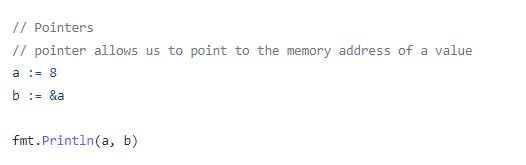 // Pointers
// pointer allows us to point to the memory address of a value
a := 8
b := &a
fmt.Println(a, b)